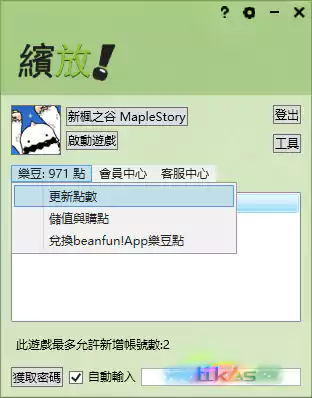 ?
繽放!
新楓之谷 MapleStory
登出
啟動遊戲
工具
樂豆: 971 點 會員中心 客服中心
更新點數
儲值與購點
兌換beanfun!App樂豆點
此遊戲最多允許新增帳號數:2
獲取密碼 自動輸入